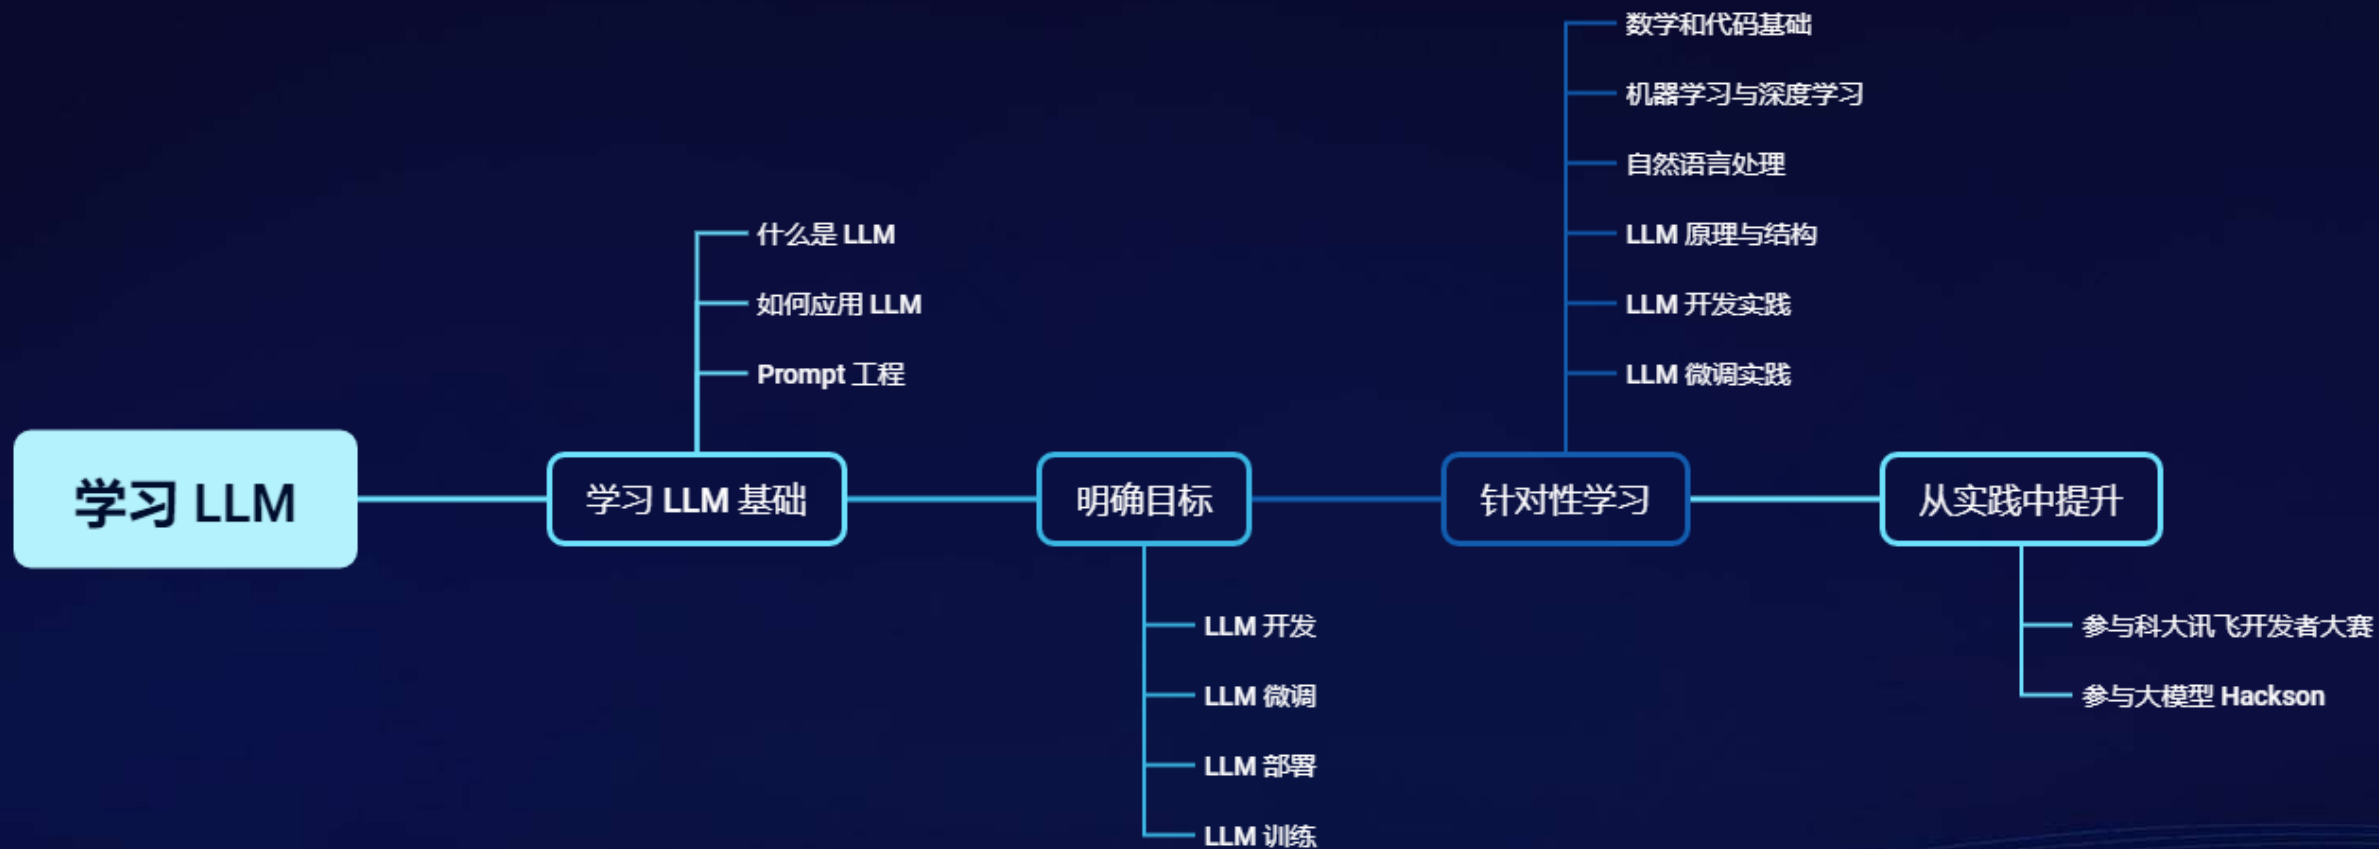 学习 LLM
学习 LLM 基础
什么是 LLM
如何应用 LLM
Prompt 工程
明确目标
LLM 开发
LLM 微调
LLM 部署
LLM 训练
针对性学习
数学和代码基础
机器学习与深度学习
自然语言处理
LLM 原理与结构
LLM 开发实践
LLM 微调实践
从实践中提升
参与科大讯飞开发者大赛
参与大模型 Hackson